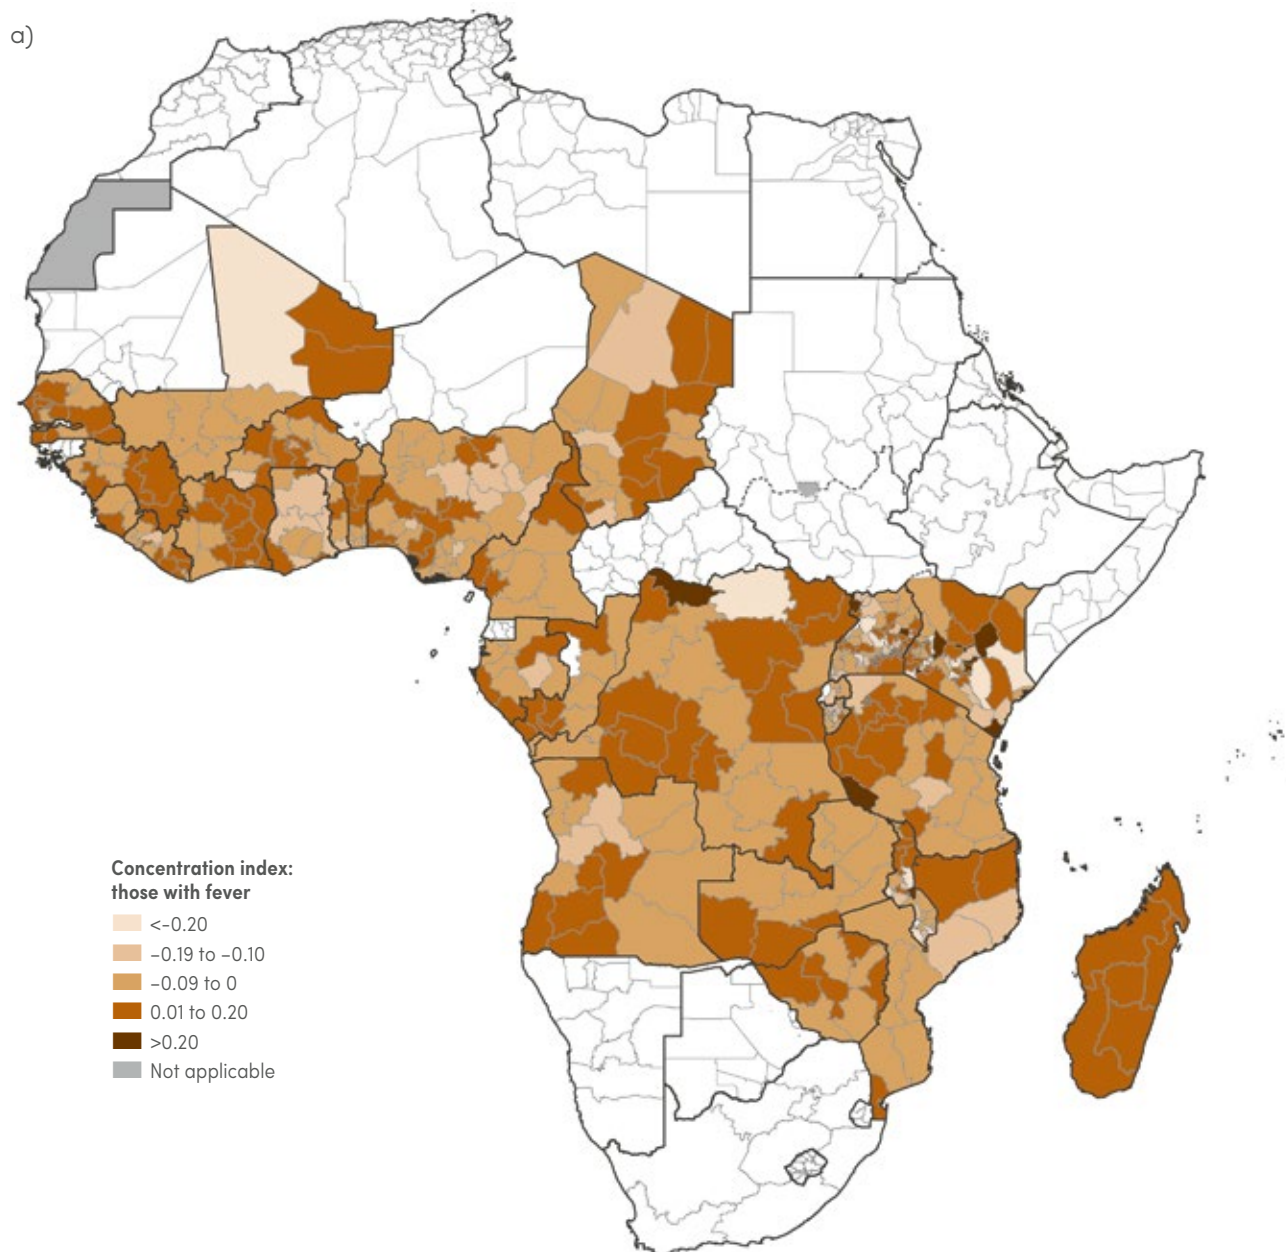 a)
Concentration index:
those with fever
<-0.20
-0.19 to -0.10
-0.09 to 0
0.01 to 0.20
>0.20
Not applicable